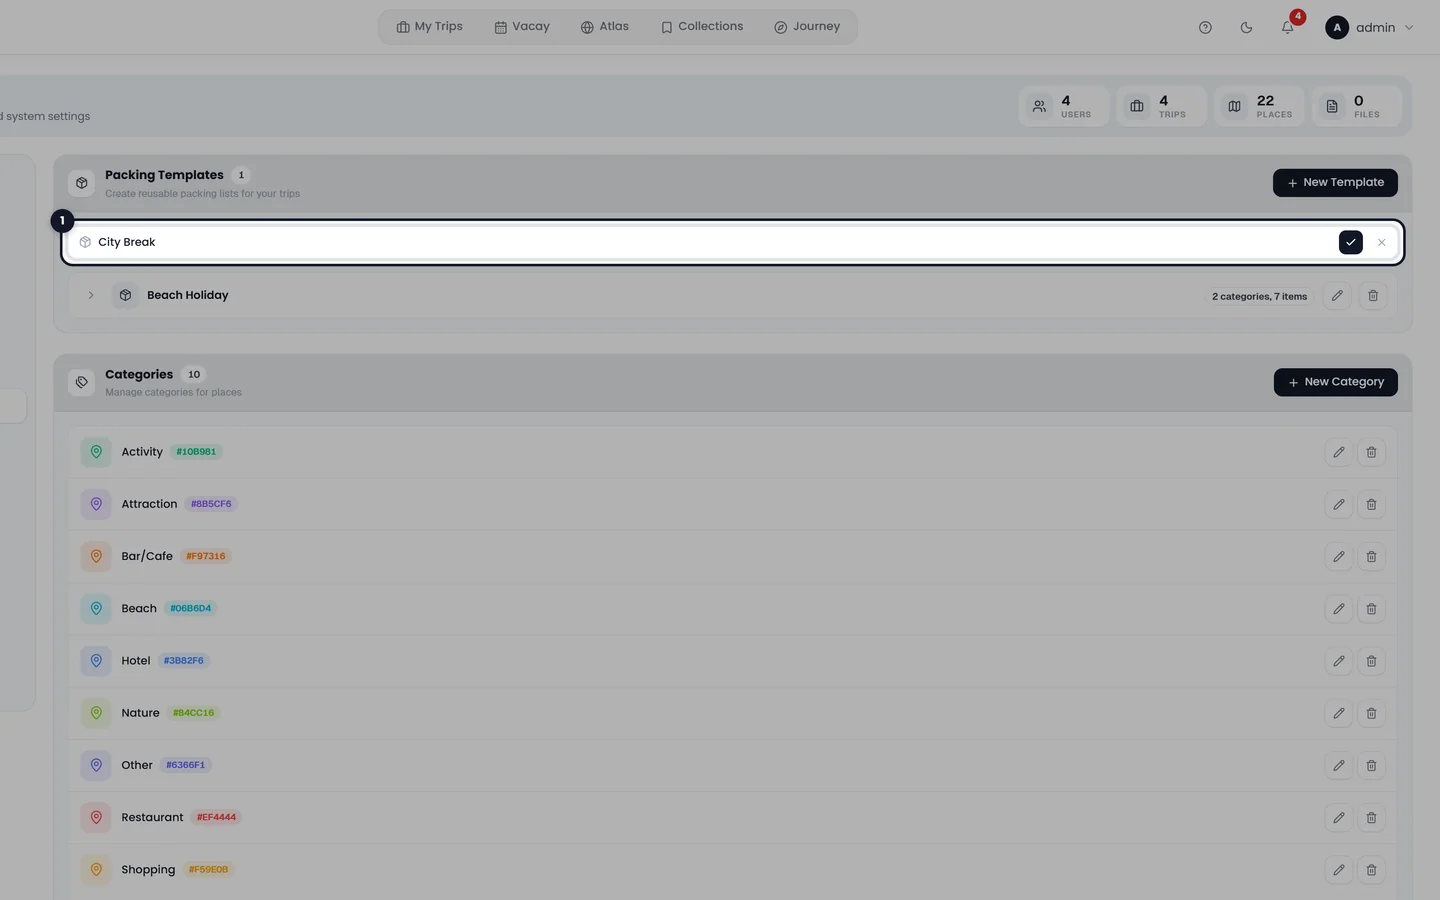 My Trips
Vacay
Atlas
Collections
Journey
4
A
admin
d system settings
4
USERS
4
TRIPS
22
PLACES
0
FILES
Packing Templates 1
Create reusable packing lists for your trips
+ New Template
1
City Break
Beach Holiday
2 categories, 7 items
Categories 10
Manage categories for places
+ New Category
Activity #10B981
Attraction #8B5CF6
Bar/Cafe #F97316
Beach #06B6D4
Hotel #3B82F6
Nature #84CC16
Other #6366F1
Restaurant #EF4444
Shopping #F59E0B